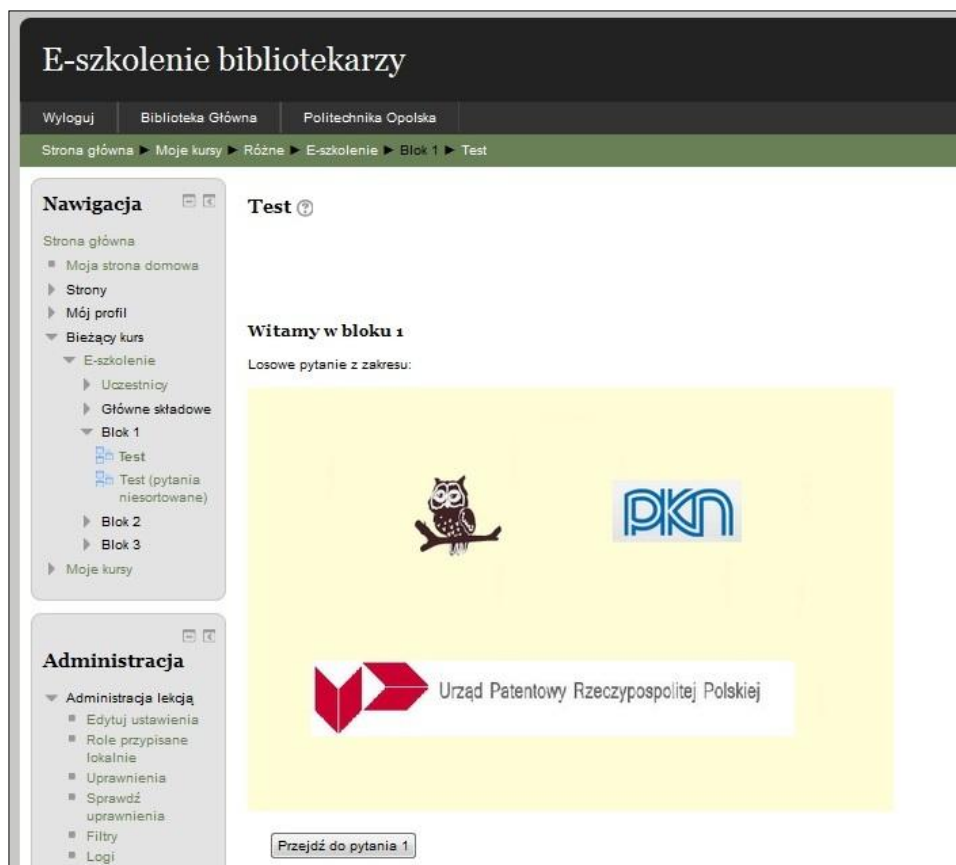 E-szkolenie bibliotekarzy
Wyloguj Biblioteka Główna Politechnika Opolska
Strona główna ► Moje kursy ► Różne ► E-szkolenie ► Blok 1 ► Test
Nawigacja
Strona główna
Moja strona domowa
Strony
Mój profil
Bieżący kurs
E-szkolenie
Uczestnicy
Główne składowe
Blok 1
Test
Test (pytania
niesortowane)
Blok 2
Blok 3
Moje kursy
Administracja
Administracja lekcją
Edytuj ustawienia
Role przypisane
lokalnie
Uprawnienia
Sprawdź
uprawnienia
Filtry
Logi
Test
Witamy w bloku 1
Losowe pytanie z zakresu:
PKN
Urząd Patentowy Rzeczypospolitej Polskiej
Przejdź do pytania 1